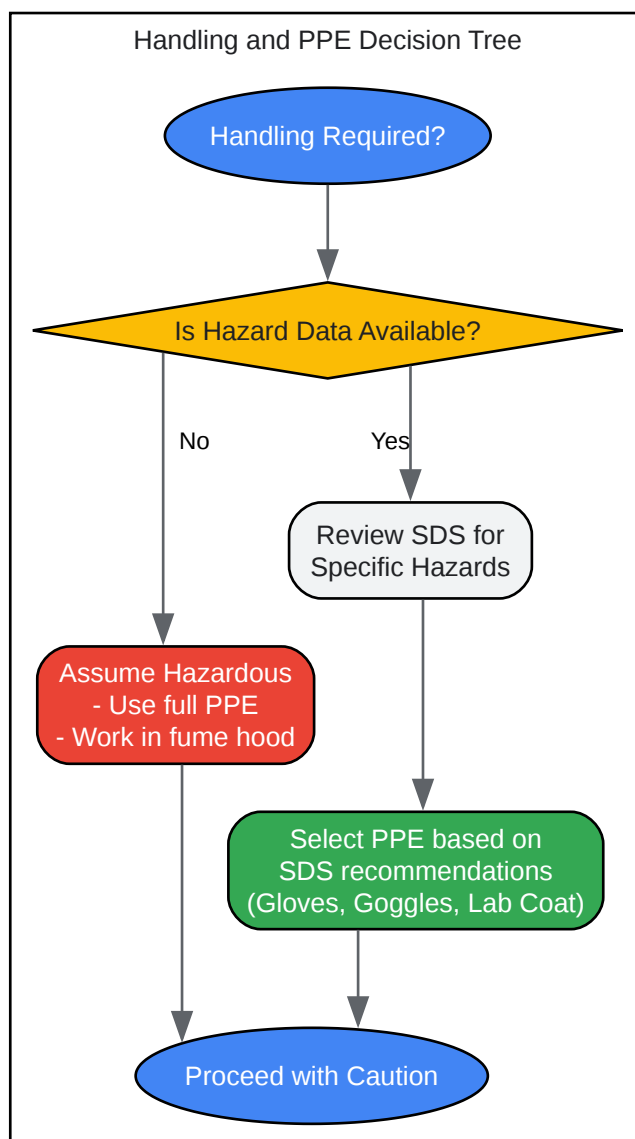 Handling and PPE Decision Tree
Handling Required?
Is Hazard Data Available?
No
Yes
Review SDS for
Specific Hazards
Assume Hazardous
- Use full PPE
- Work in fume hood
Select PPE based on
SDS recommendations
(Gloves, Goggles, Lab Coat)
Proceed with Caution